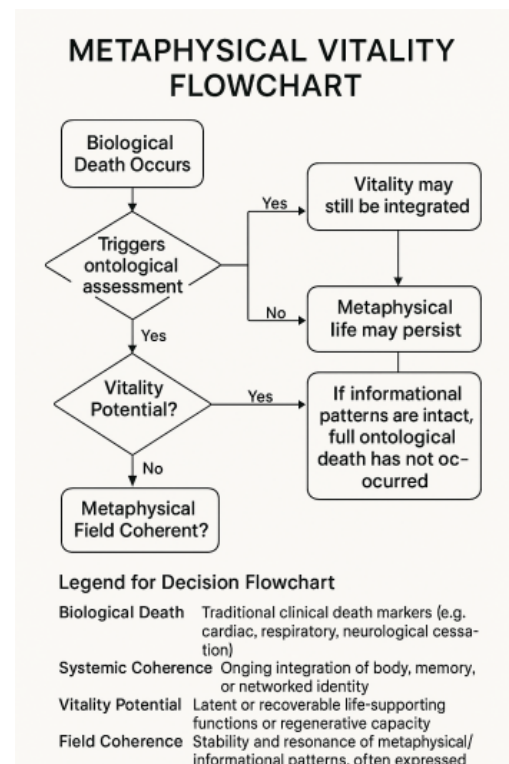 METAPHYSICAL VITALITY
FLOWCHART
Biological
Death Occurs
Triggers
ontological
assessment
Yes
No
Vitality may
still be integrated
Metaphysical
life may persist
Yes
Vitality
Potential?
Yes
If informational
patterns are intact,
full ontological
death has not oc-
ocurred
No
Metaphysical
Field Coherent?
Legend for Decision Flowchart
Biological Death Traditional clinical death markers (e.g.
cardiac, respiratory, neurological cessa-
tion)
Systemic Coherence Onging integration of body, memory,
or networked identity
Vitality Potential Latent or recoverable life-supporting
functions or regenerative capacity
Field Coherence Stability and resonance of metaphysical/
informational patterns, often expressed